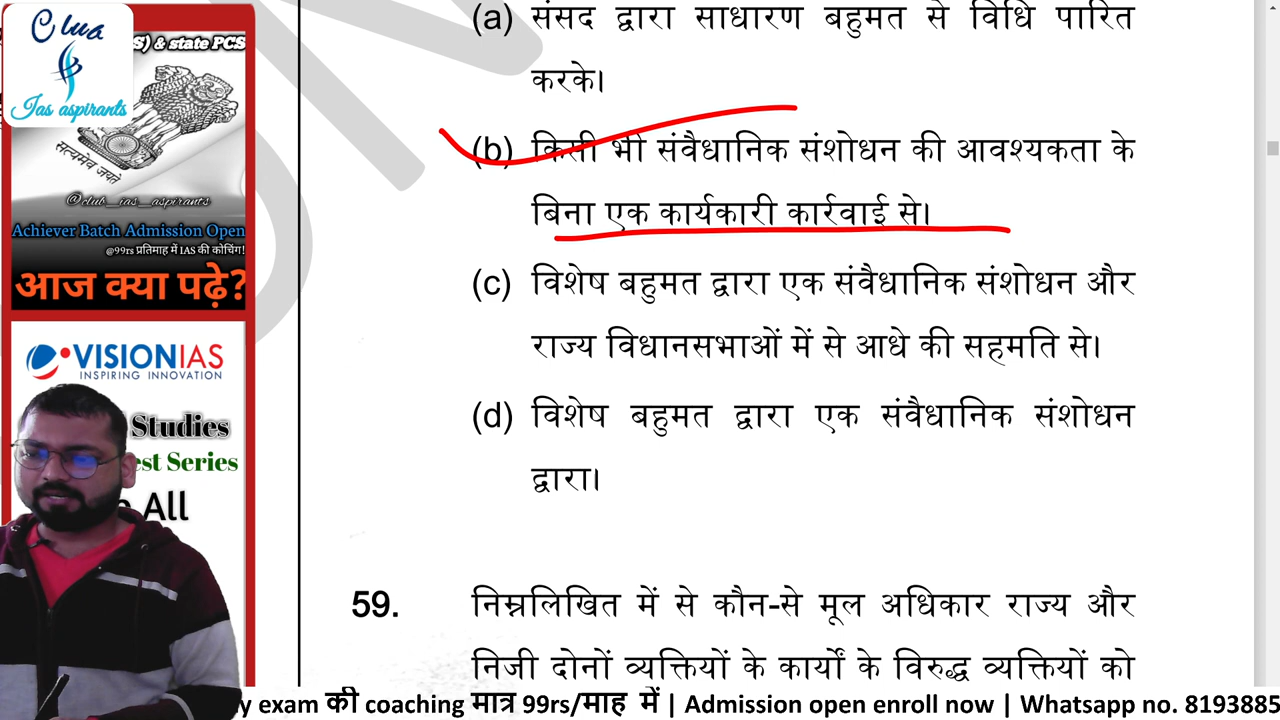 Club
Ias aspirants
S) & state PCS
सत्यमेव जयते
@club_ias_aspirants
Achiever Batch Admission Open
@99rs प्रतिमाह में IAS की कोचिंग!
आज क्या पढ़े?
VISIONIAS
INSPIRING INNOVATION
Studies
est Series
All
(a) संसद द्वारा साधारण बहुमत से विधि पारित
करके।
(b) किसी भी संवैधानिक संशोधन की आवश्यकता के
बिना एक कार्यकारी कार्रवाई से।
(c) विशेष बहुमत द्वारा एक संवैधानिक संशोधन और
राज्य विधानसभाओं में से आधे की सहमति से।
(d) विशेष बहुमत द्वारा एक संवैधानिक संशोधन
द्वारा।
59. निम्नलिखित में से कौन-से मूल अधिकार राज्य और
निजी दोनों व्यक्तियों के कार्यों के विरुद्ध व्यक्तियों को
y exam की coaching मात्र 99rs/माह में | Admission open enroll now | Whatsapp no. 8193885